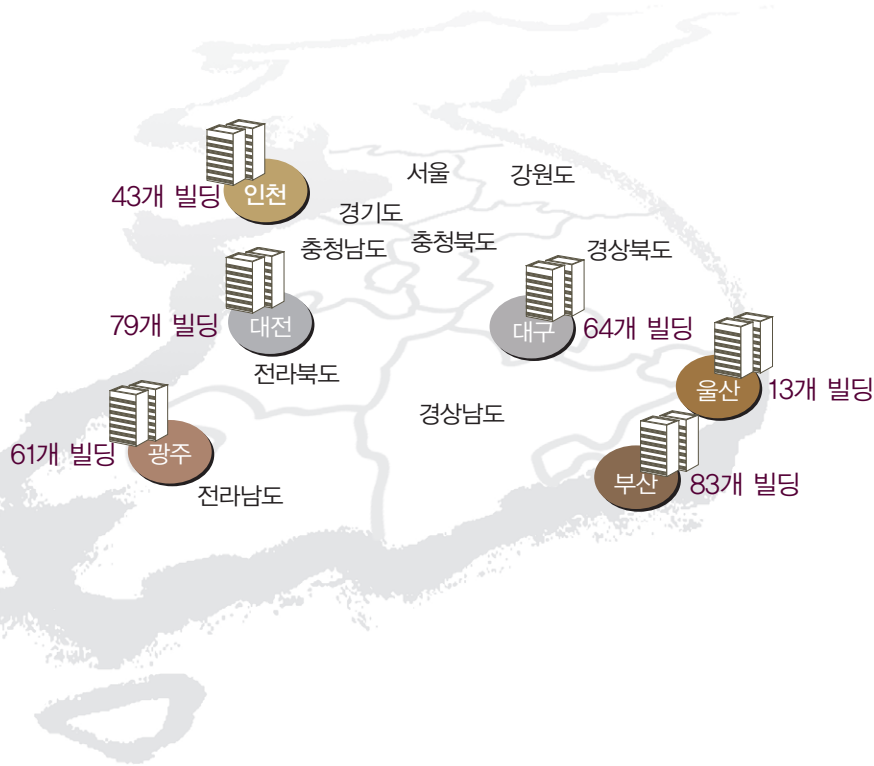 서울
강원도
43개 빌딩
인천
경기도
충청남도
충청북도
경상북도
79개 빌딩
대전
대구
64개 빌딩
전라북도
울산
13개 빌딩
경상남도
61개 빌딩
광주
부산
83개 빌딩
전라남도